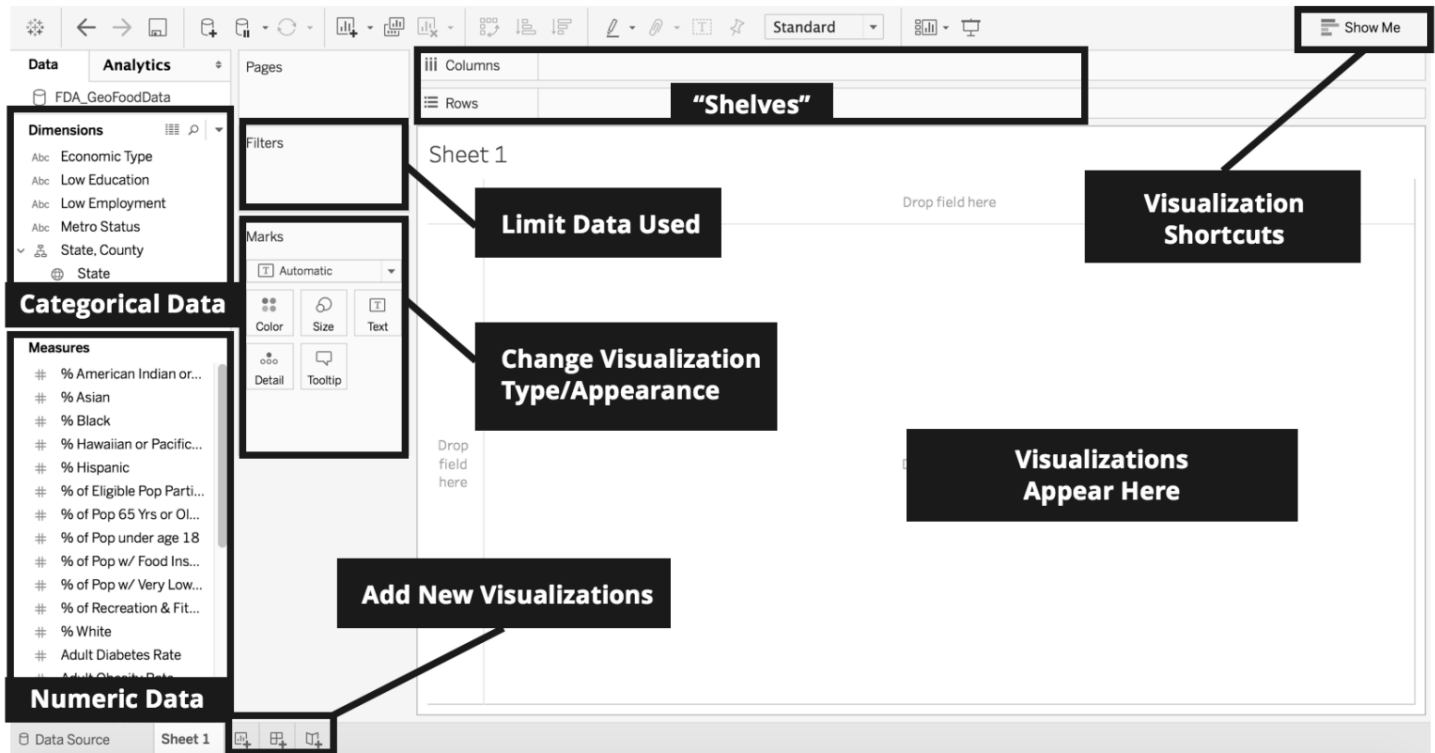 Standard
Show Me
Data
Analytics
Pages
Columns
FDA_GeoFoodData
Rows
“Shelves”
Dimensions
Abc Economic Type
Abc Low Education
Abc Low Employment
Abc Metro Status
State, County
State
Categorical Data
Filters
Sheet 1
Drop field here
Limit Data Used
Visualization
Shortcuts
Marks
Automatic
Color Size Text
Detail Tooltip
Change Visualization
Type/Appearance
Measures
# % American Indian or...
# % Asian
# % Black
# % Hawaiian or Pacific...
# % Hispanic
# % of Eligible Pop Parti...
# % of Pop 65 Yrs or Ol...
# % of Pop under age 18
# % of Pop w/ Food Ins...
# % of Pop w/ Very Low...
# % of Recreation & Fit...
# % White
# Adult Diabetes Rate
Numeric Data
Drop
field
here
Visualizations
Appear Here
Add New Visualizations
Data Source
Sheet 1